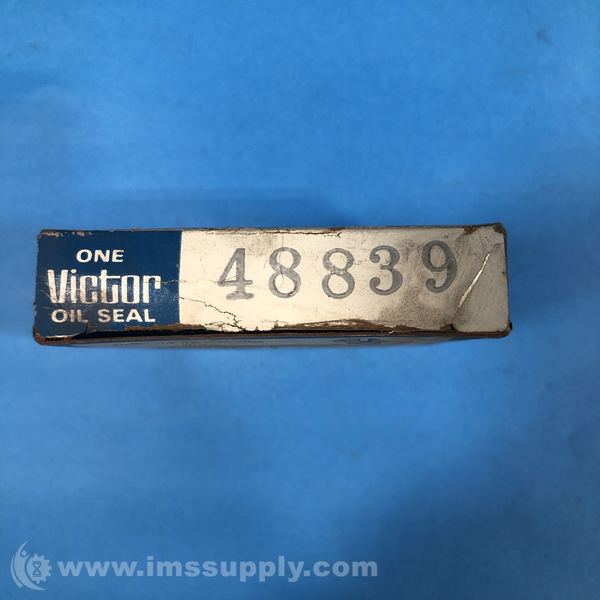 ONE
Victor
OIL SEAL
48839
www.imssupply.com